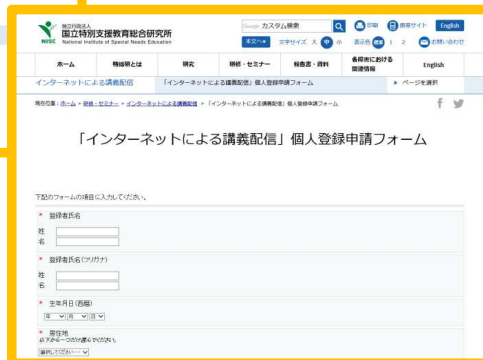 独立行政法人
国立特別支援教育総合研究所
NISE National Institute of Special Needs Education
Google カスタム検索
印刷
携帯サイト
English
本文へ
文字サイズ 大 中 小
表示色 標準 1 2
お問い合わせ
ホーム
特総研とは
研究
研修・セミナー
報告書・資料
各障害における
関連情報
English
インターネットによる講義配信
「インターネットによる講義配信」個人登録申請フォーム
ページを選択
現在位置：ホーム > 研修・セミナー > インターネットによる講義配信 > 「インターネットによる講義配信」個人登録申請フォーム
「インターネットによる講義配信」個人登録申請フォーム
下記のフォームの項目に入力してください。
* 登録者氏名
姓
名
* 登録者氏名(フリガナ)
姓
名
* 生年月日(西暦)
年 月 日
* 居住地
以下から一つだけ選んでください。
選択してください…